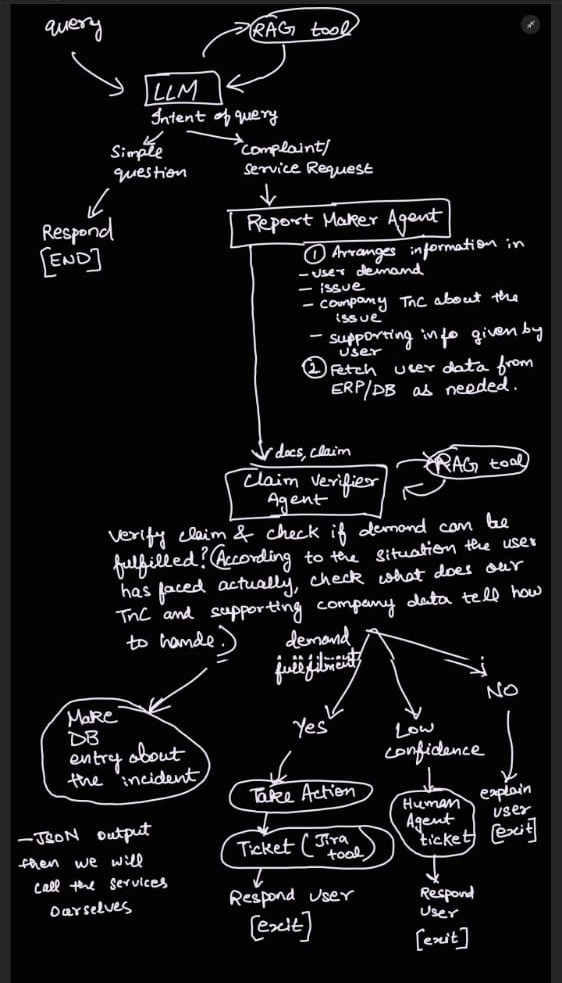 query
RAG tool
LLM
Intent of query
Simple
question
Complaint/
Service Request
Respond
[END]
Report Maker Agent
① Arranges information in
- user demand
- issue
- company TnC about the
issue
- supporting info given by
user
② Fetch user data from
ERP/DB as needed.
docs, claim
Claim Verifier
Agent
RAG tool
Verify claim & check if demand can be
fulfilled? (According to the situation the user
has faced actually, check what does our
TnC and supporting company data tell how
to hande.)
demand
fullfilment
Make
DB
entry about
the incident
Yes
Low
confidence
NO
Take Action
Ticket (Jira
tool)
Respond user
[exit]
Human
Agent
ticket
Respond
User
[exit]
explain
user
[exit]
- JSON output
then we will
call the services
ourselves